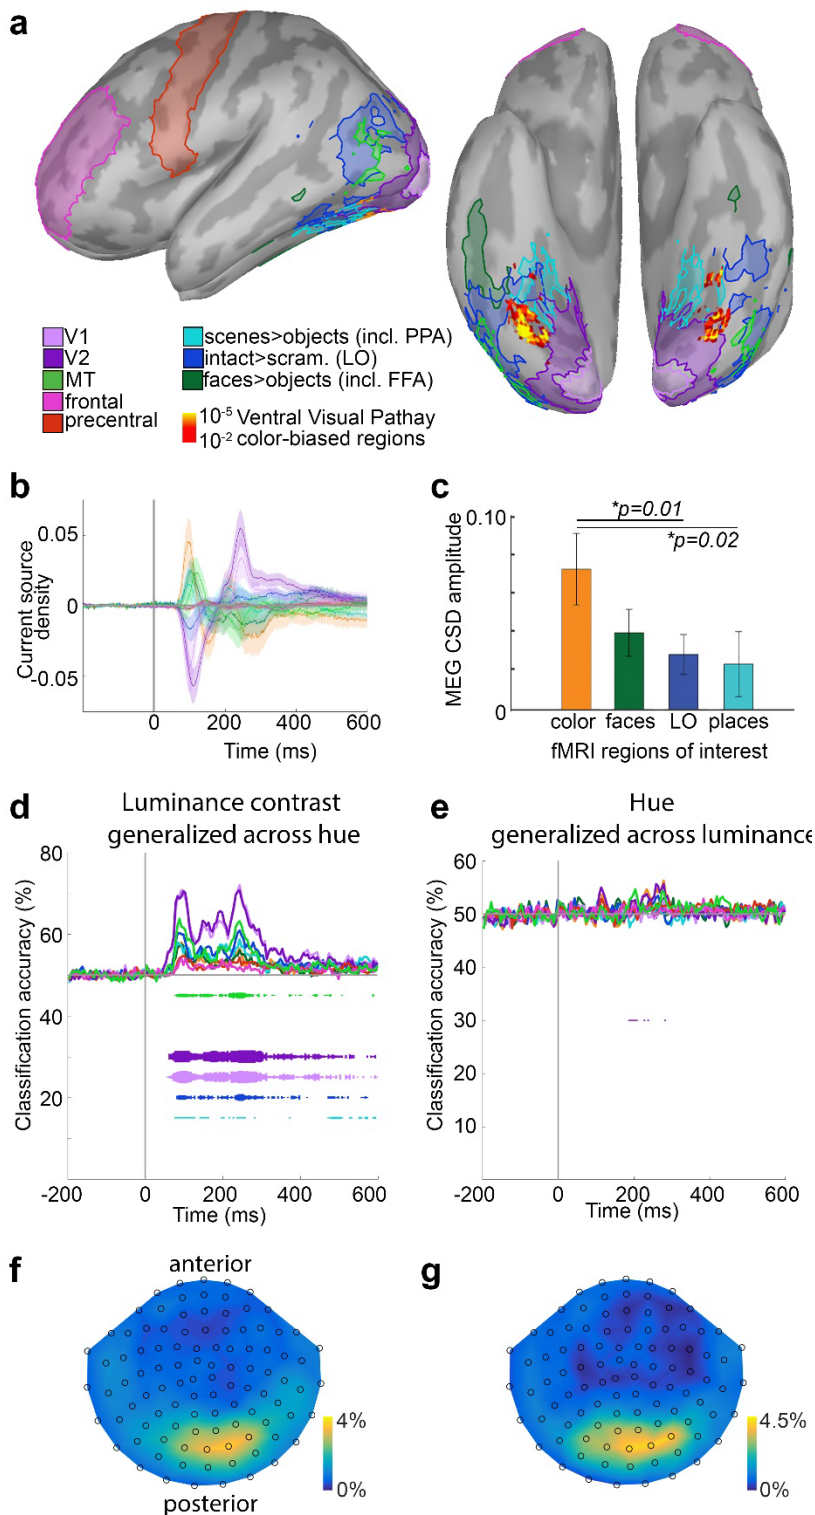 a
V1
V2
MT
frontal
precentral
scenes>objects (incl. PPA)
intact>scram. (LO)
faces>objects (incl. FFA)
10-5 Ventral Visual Pathay
10-2 color-biased regions
b
Current source
density
0.05
0
-0.05
0
200
400
600
Time (ms)
c
MEG CSD amplitude
0.10
0
*p=0.01
*p=0.02
color
faces
LO
places
fMRI regions of interest
d
Luminance contrast
generalized across hue
Classification accuracy (%)
80
60
40
20
-200
0
200
400
600
Time (ms)
e
Hue
generalized across luminance
Classification accuracy (%)
60
50
40
30
20
10
-200
0
200
400
600
Time (ms)
f
anterior
posterior
4%
0%
g
4.5%
0%